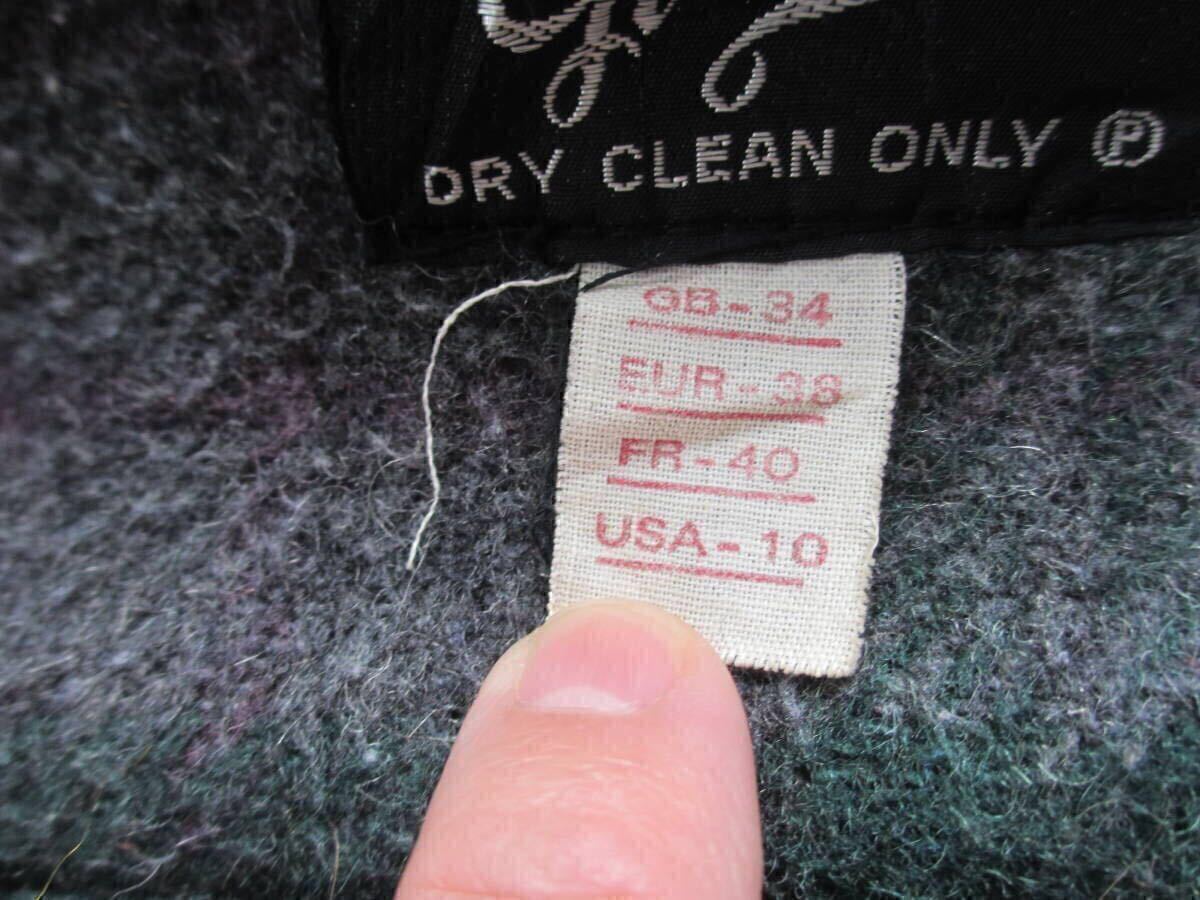 DRY CLEAN ONLY Ⓟ
GB-34
EUR-38
FR-40
USA-10